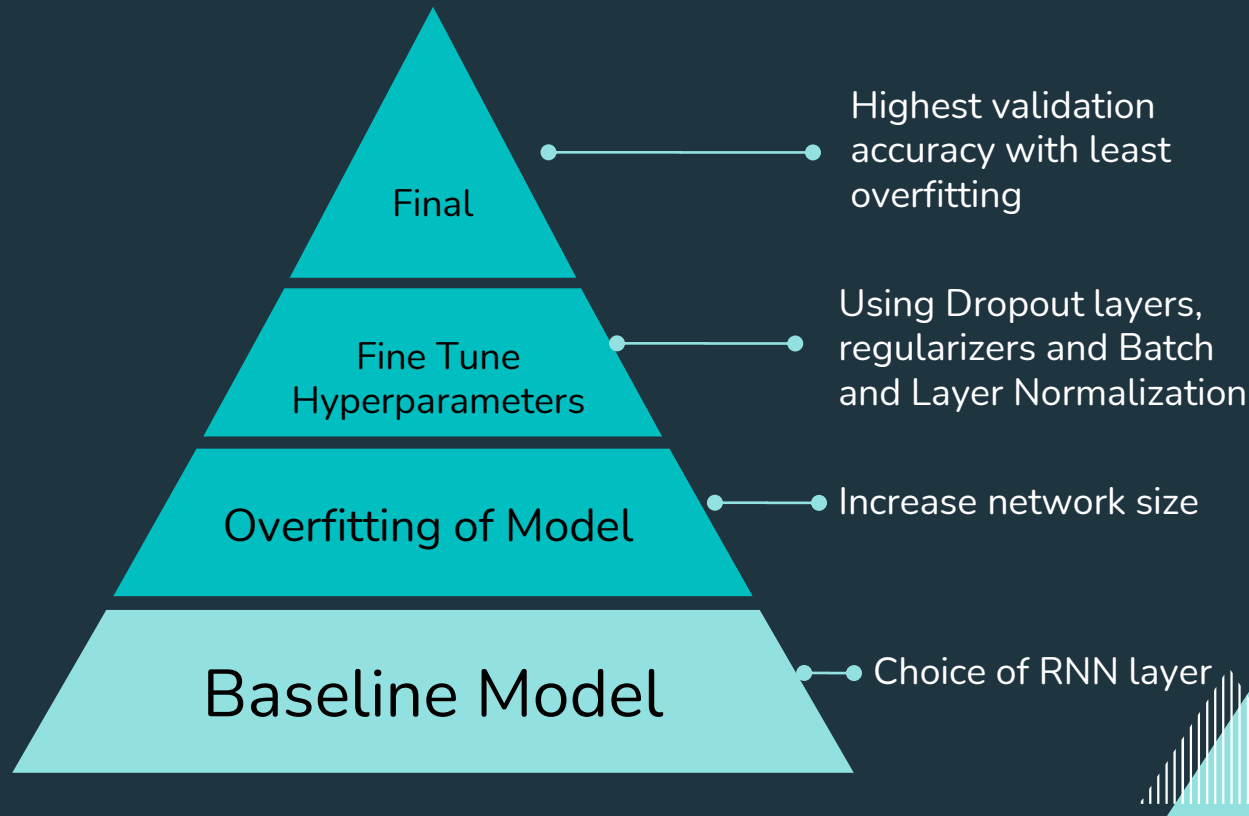 Final
Highest validation
accuracy with least
overfitting
Fine Tune
Hyperparameters
Using Dropout layers,
regularizers and Batch
and Layer Normalization
Overfitting of Model
Increase network size
Baseline Model
Choice of RNN layer